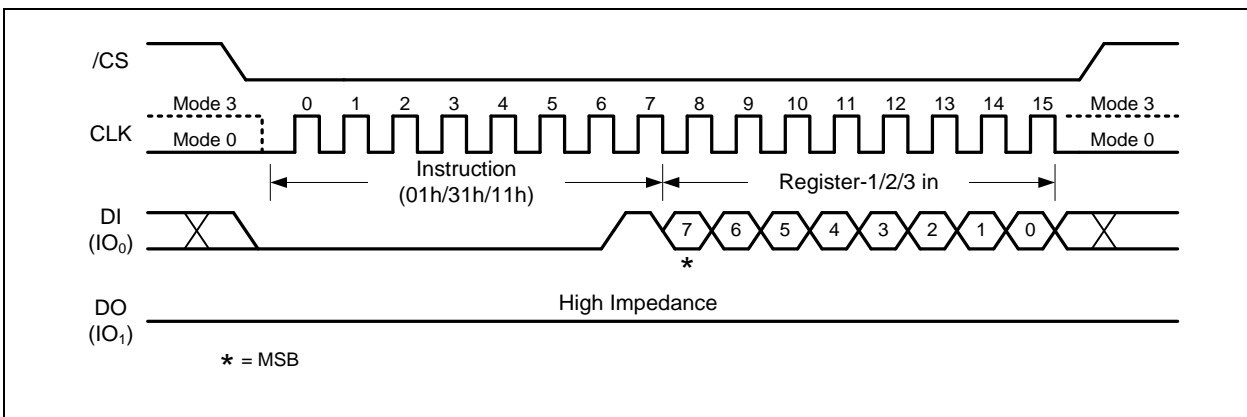 /CS
Mode 3 0 1 2 3 4 5 6 7 8 9 10 11 12 13 14 15 Mode 3
CLK Mode 0 Mode 0
Instruction
(01h/31h/11h)
Register-1/2/3 in
DI
(IO₀)
7 6 5 4 3 2 1 0
*
High Impedance
DO
(IO₁)
* = MSB